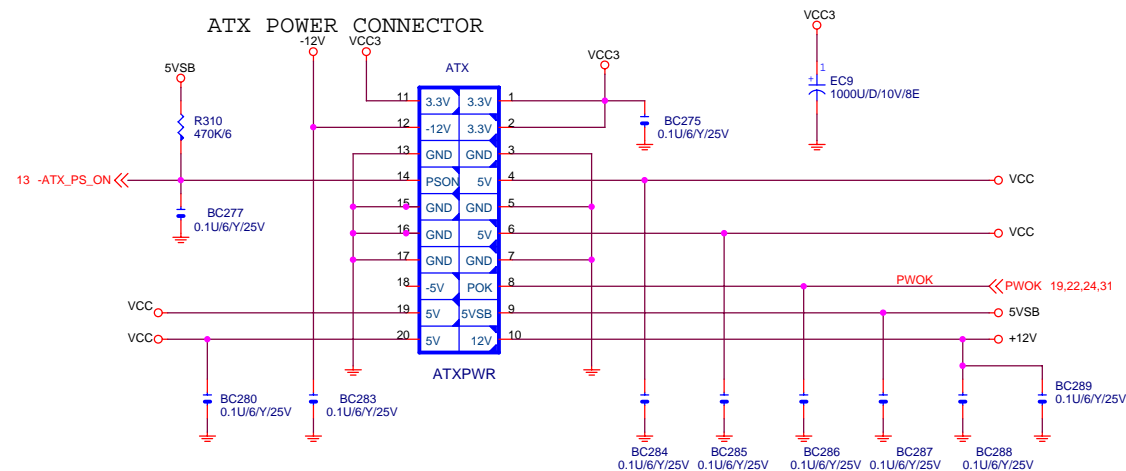 ATX POWER CONNECTOR
-12V
VCC3
VCC3
VCC3
5VSB
ATX
1
+
EC9
1000U/D/10V/8E
R310
470K/6
11 3.3V 3.3V 1
12 -12V 3.3V 2
13 GND GND 3
14 PSON 5V 4
15 GND GND 5
16 GND 5V 6
17 GND GND 7
18 -5V POK 8
19 5V 5VSB 9
20 5V 12V 10
ATXPWR
BC275
0.1U/6/Y/25V
13 -ATX_PS_ON
BC277
0.1U/6/Y/25V
VCC
VCC
PWOK
PWOK 19,22,24,31
5VSB
+12V
VCC
VCC
BC280
0.1U/6/Y/25V
BC283
0.1U/6/Y/25V
BC289
0.1U/6/Y/25V
BC284
0.1U/6/Y/25V
BC285
0.1U/6/Y/25V
BC286
0.1U/6/Y/25V
BC287
0.1U/6/Y/25V
BC288
0.1U/6/Y/25V